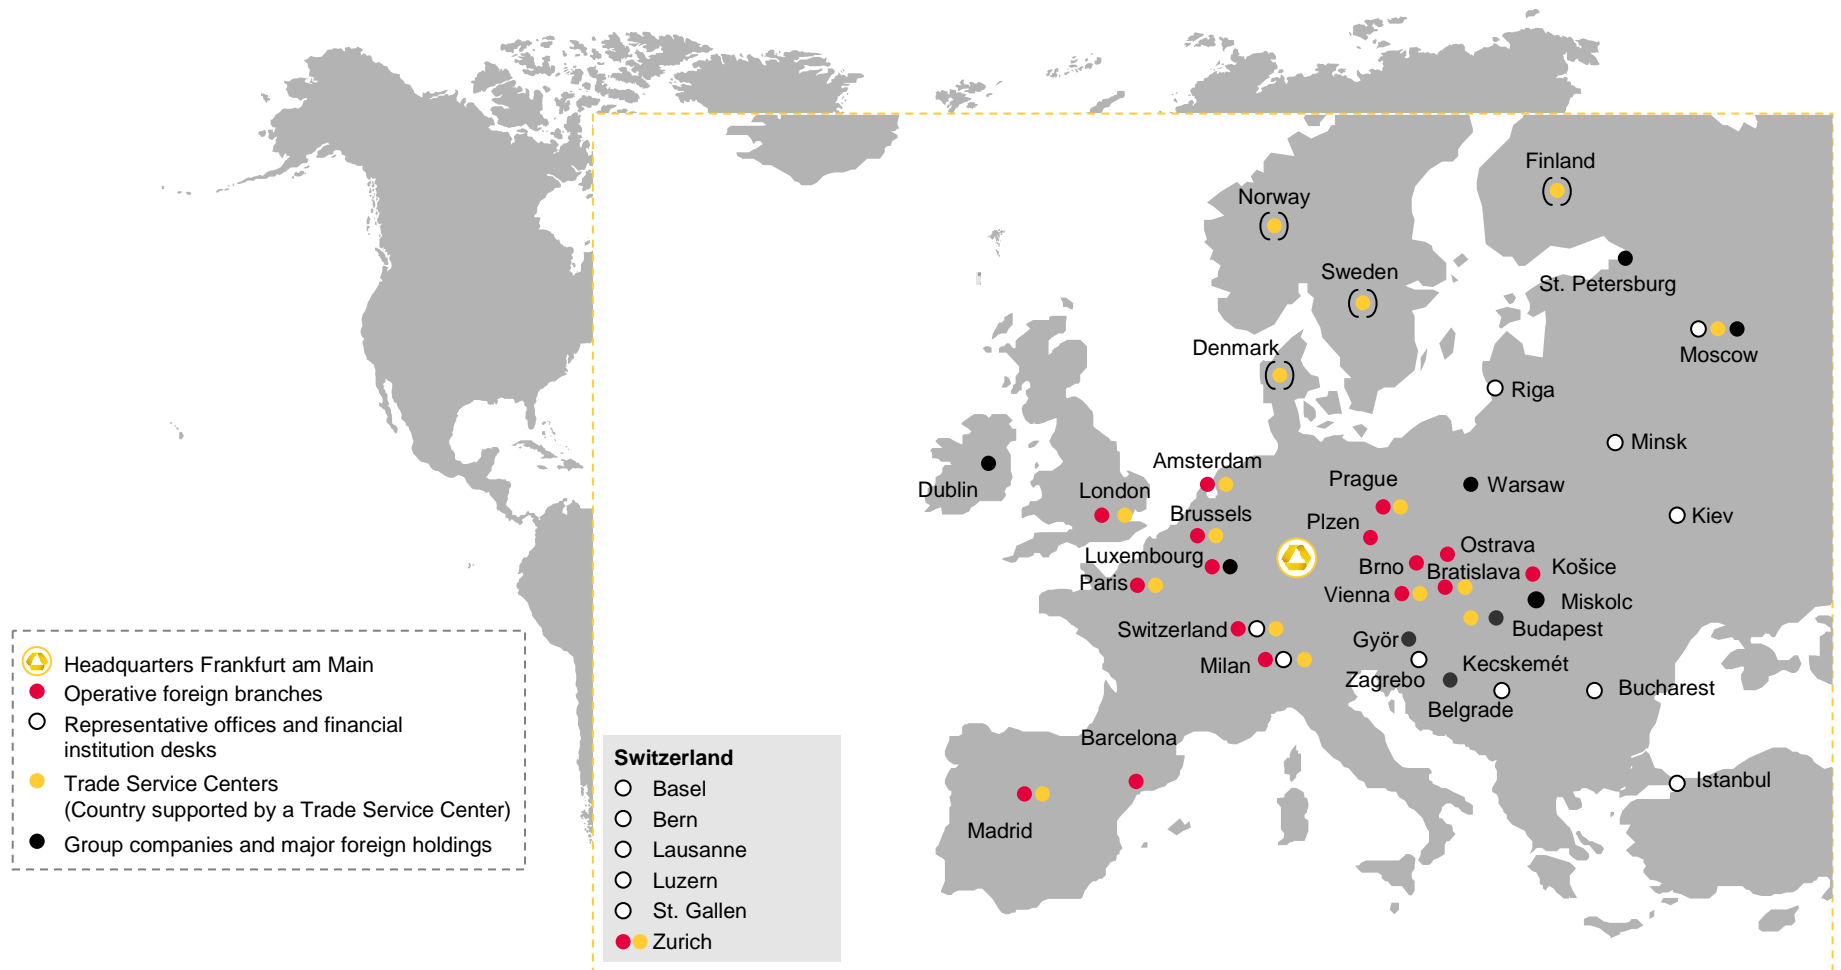 Finland
Norway
Sweden
St. Petersburg
Moscow
Denmark
Riga
Minsk
Amsterdam
Dublin
London
Prague
Warsaw
Brussels
Plzen
Kiev
Luxembourg
Ostrava
Brno
Bratislava
Košice
Paris
Vienna
Miskolc
Switzerland
Györ
Budapest
Milan
Kecskemét
Zagrebo
Bucharest
Belgrade
Barcelona
Istanbul
Madrid
Headquarters Frankfurt am Main
Operative foreign branches
Representative offices and financial
institution desks
Trade Service Centers
(Country supported by a Trade Service Center)
Group companies and major foreign holdings
Switzerland
Basel
Bern
Lausanne
Luzern
St. Gallen
Zurich